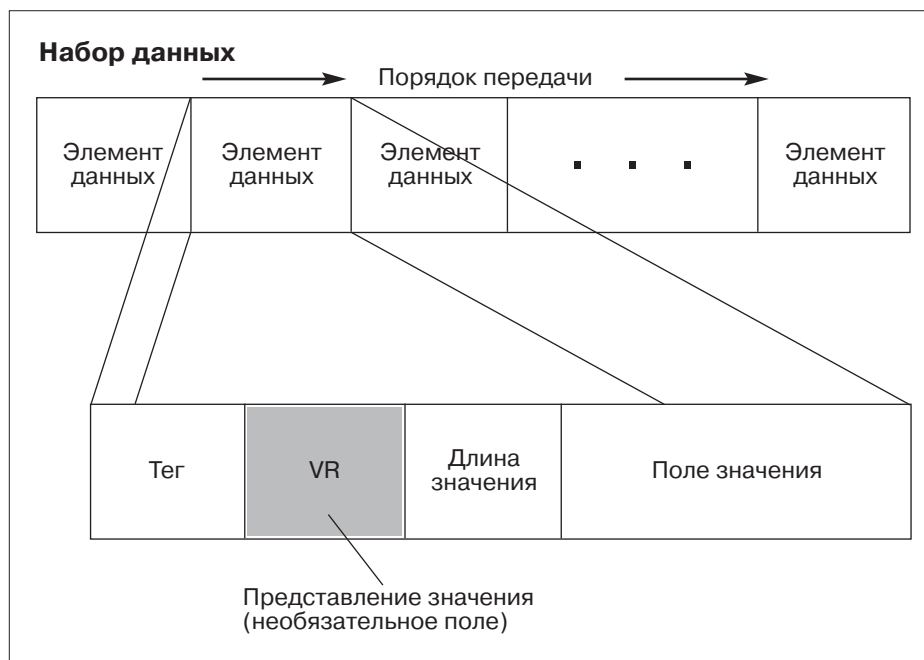 Набор данных
Порядок передачи
Элемент
данных
Элемент
данных
Элемент
данных
. . .
Элемент
данных
Тег
VR
Длина
значения
Поле значения
Представление значения
(необязательное поле)